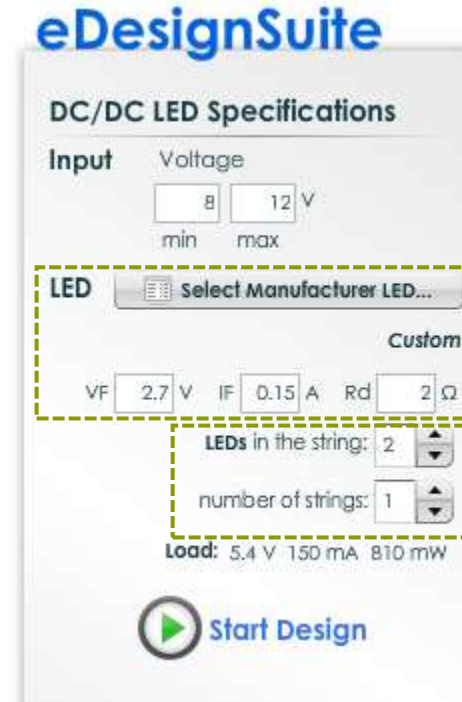 eDesignSuite
DC/DC LED Specifications
Input Voltage
8 12 V
min max
LED Select Manufacturer LED...
Custom
VF 2.7 V IF 0.15 A Rd 2 Ω
LEDs in the string: 2
number of strings: 1
Load: 5.4 V 150 mA 810 mW
Start Design